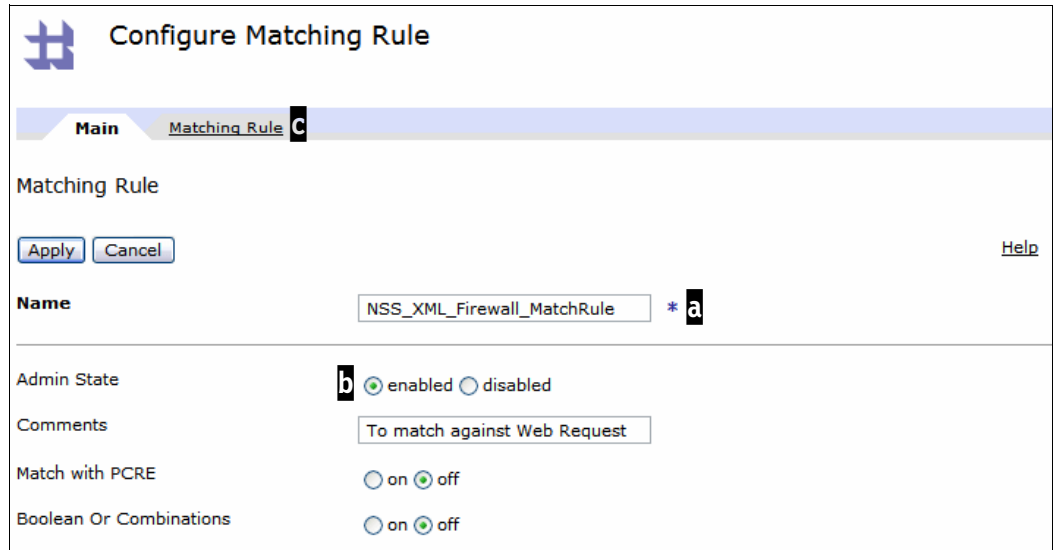 Configure Matching Rule
Main Matching Rule c
Matching Rule
Apply Cancel Help
Name NSS_XML_Firewall_MatchRule * a
Admin State b enabled disabled
Comments To match against Web Request
Match with PCRE on off
Boolean Or Combinations on off